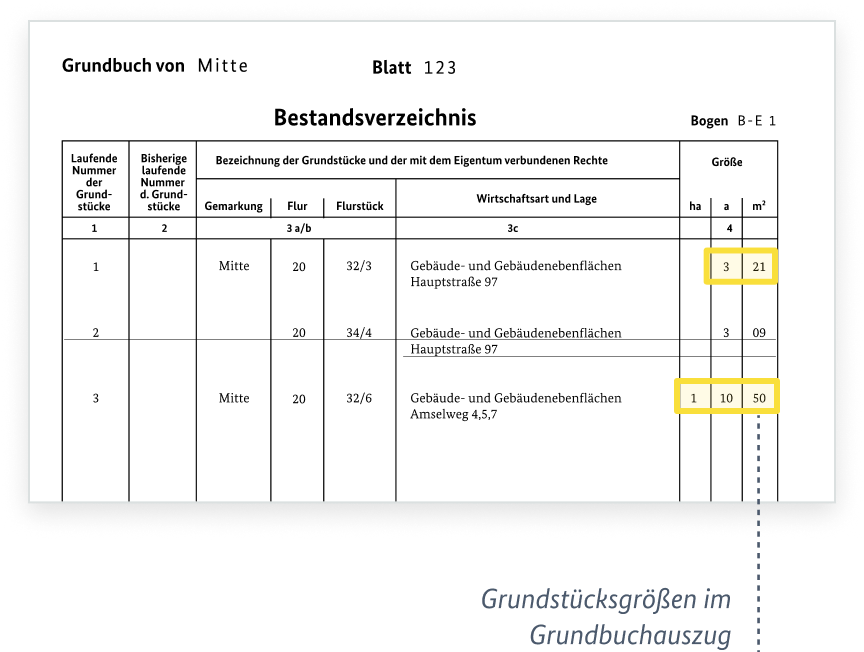 Grundbuch von Mitte Blatt 123
Bestandsverzeichnis Bogen B-E 1
Laufende Nummer der Grund- stücke
Bisherige laufende Nummer d. Grund- stücke
Bezeichnung der Grundstücke und der mit dem Eigentum verbundenen Rechte
Größe
Gemarkung Flur Flurstück Wirtschaftsart und Lage ha a m²
1 2 3 a/b 3c 4
1 Mitte 20 32/3 Gebäude- und Gebäudenebenflächen 3 21
Hauptstraße 97
2 20 34/4 Gebäude- und Gebäudenebenflächen 3 09
Hauptstraße 97
3 Mitte 20 32/6 Gebäude- und Gebäudenebenflächen 1 10 50
Amselweg 4,5,7
Grundstücksgrößen im
Grundbuchauszug